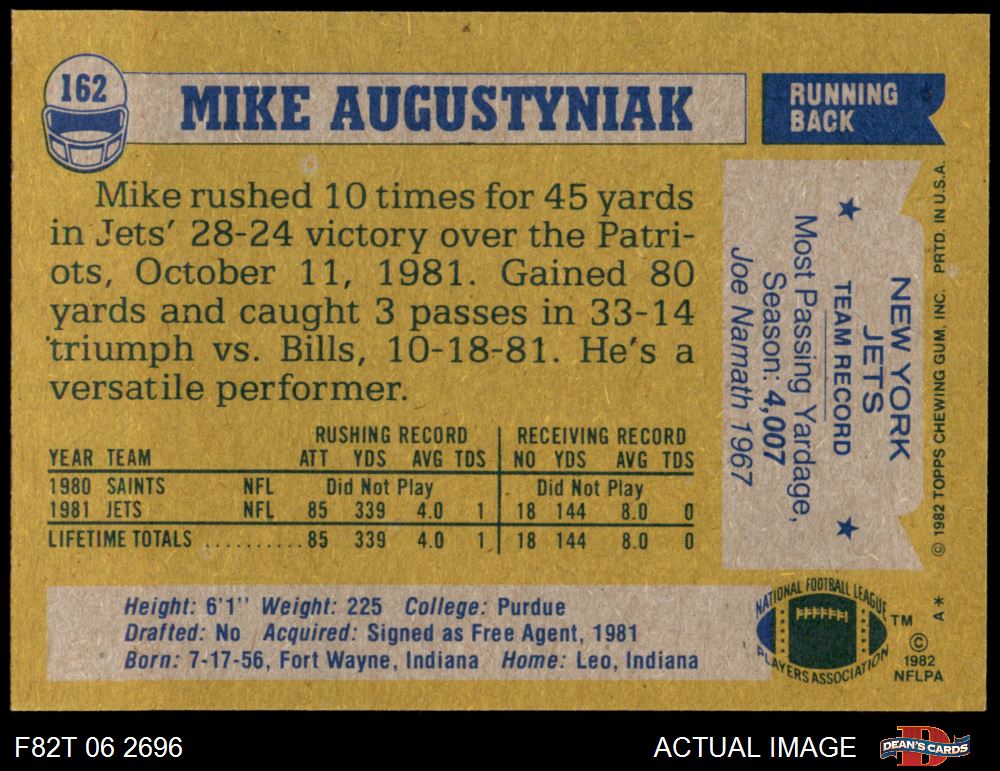 162
MIKE AUGUSTYNIAK
RUNNING
BACK
Mike rushed 10 times for 45 yards
in Jets' 28-24 victory over the Patri-
ots, October 11, 1981. Gained 80
yards and caught 3 passes in 33-14
triumph vs. Bills, 10-18-81. He's a
versatile performer.
RUSHING RECORD RECEIVING RECORD
YEAR TEAM ATT YDS AVG TDS NO YDS AVG TDS
1980 SAINTS NFL Did Not Play Did Not Play
1981 JETS NFL 85 339 4.0 1 18 144 8.0 0
LIFETIME TOTALS ..........85 339 4.0 1 18 144 8.0 0
Height: 6'1" Weight: 225 College: Purdue
Drafted: No Acquired: Signed as Free Agent, 1981
Born: 7-17-56, Fort Wayne, Indiana Home: Leo, Indiana
NEW YORK
JETS
TEAM RECORD
Most Passing Yardage,
Season: 4,007
Joe Namath 1967
© 1982 TOPPS CHEWING GUM, INC. PRTD. IN U.S.A.
A*
NATIONAL FOOTBALL LEAGUE
PLAYERS ASSOCIATION
TM
©
1982
NFLPA
F82T 06 2696
ACTUAL IMAGE
D
DEAN'S CARDS